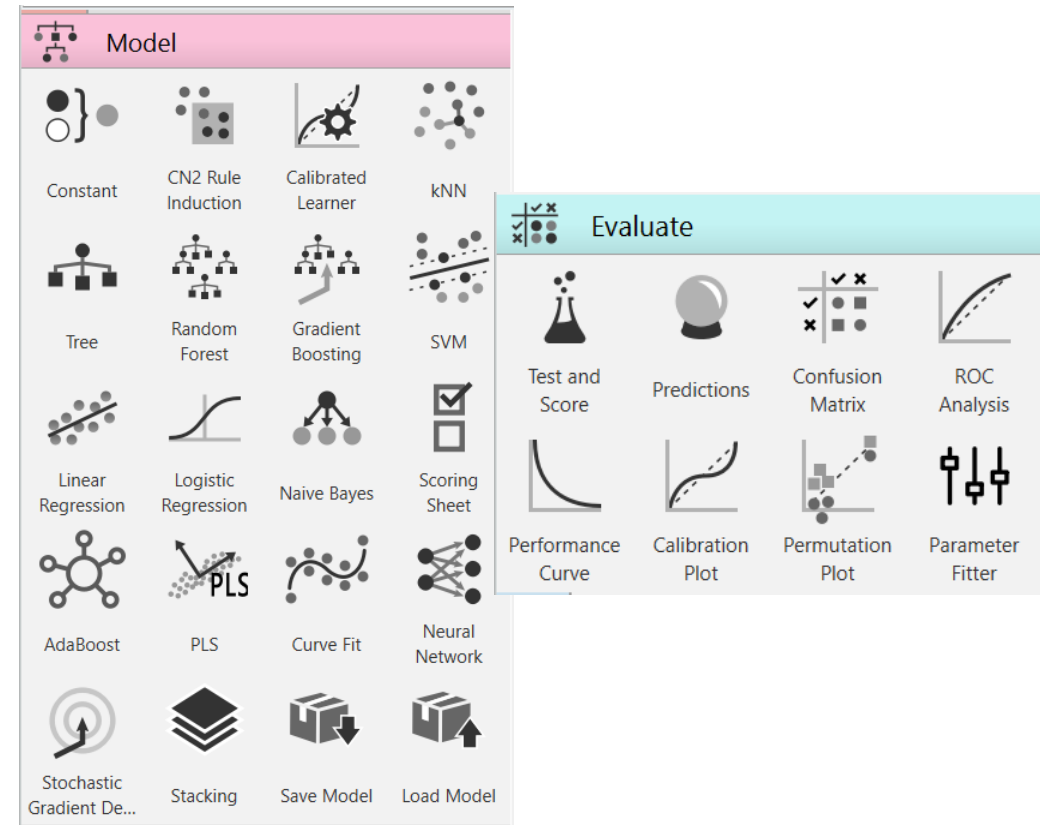 Model
Constant
CN2 Rule
Induction
Calibrated
Learner
kNN
Tree
Random
Forest
Gradient
Boosting
SVM
Linear
Regression
Logistic
Regression
Naive Bayes
Scoring
Sheet
AdaBoost
PLS
PLS
Curve Fit
Neural
Network
Stochastic
Gradient De...
Stacking
Save Model
Load Model
Evaluate
Test and
Score
Predictions
Confusion
Matrix
ROC
Analysis
Performance
Curve
Calibration
Plot
Permutation
Plot
Parameter
Fitter